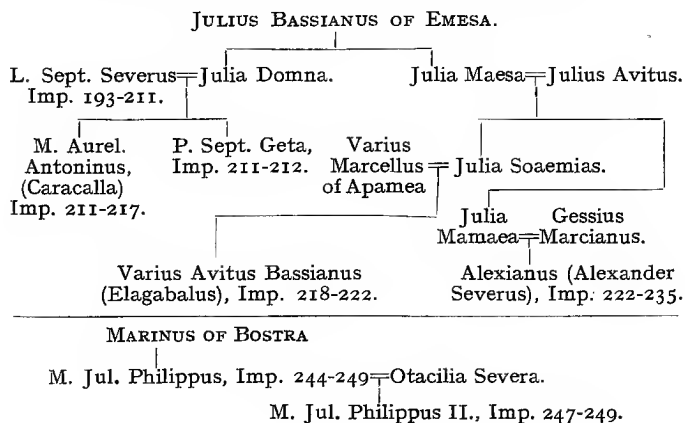 JULIUS BASSIANUS OF EMESA.
L. Sept. Severus=Julia Domna. Julia Maesa=Julius Avitus.
Imp. 193-211.
M. Aurel. P. Sept. Geta, Varius
Antoninus, Imp. 211-212. Marcellus = Julia Soaemias.
(Caracalla) of Apamea
Imp. 211-217.
Julia Gessius
Mamaea=Marcianus.
Varius Avitus Bassianus Alexianus (Alexander
(Elagabalus), Imp. 218-222. Severus), Imp. 222-235.
MARINUS OF BOSTRA
M. Jul. Philippus, Imp. 244-249=Otacilia Severa.
M. Jul. Philippus II., Imp. 247-249.